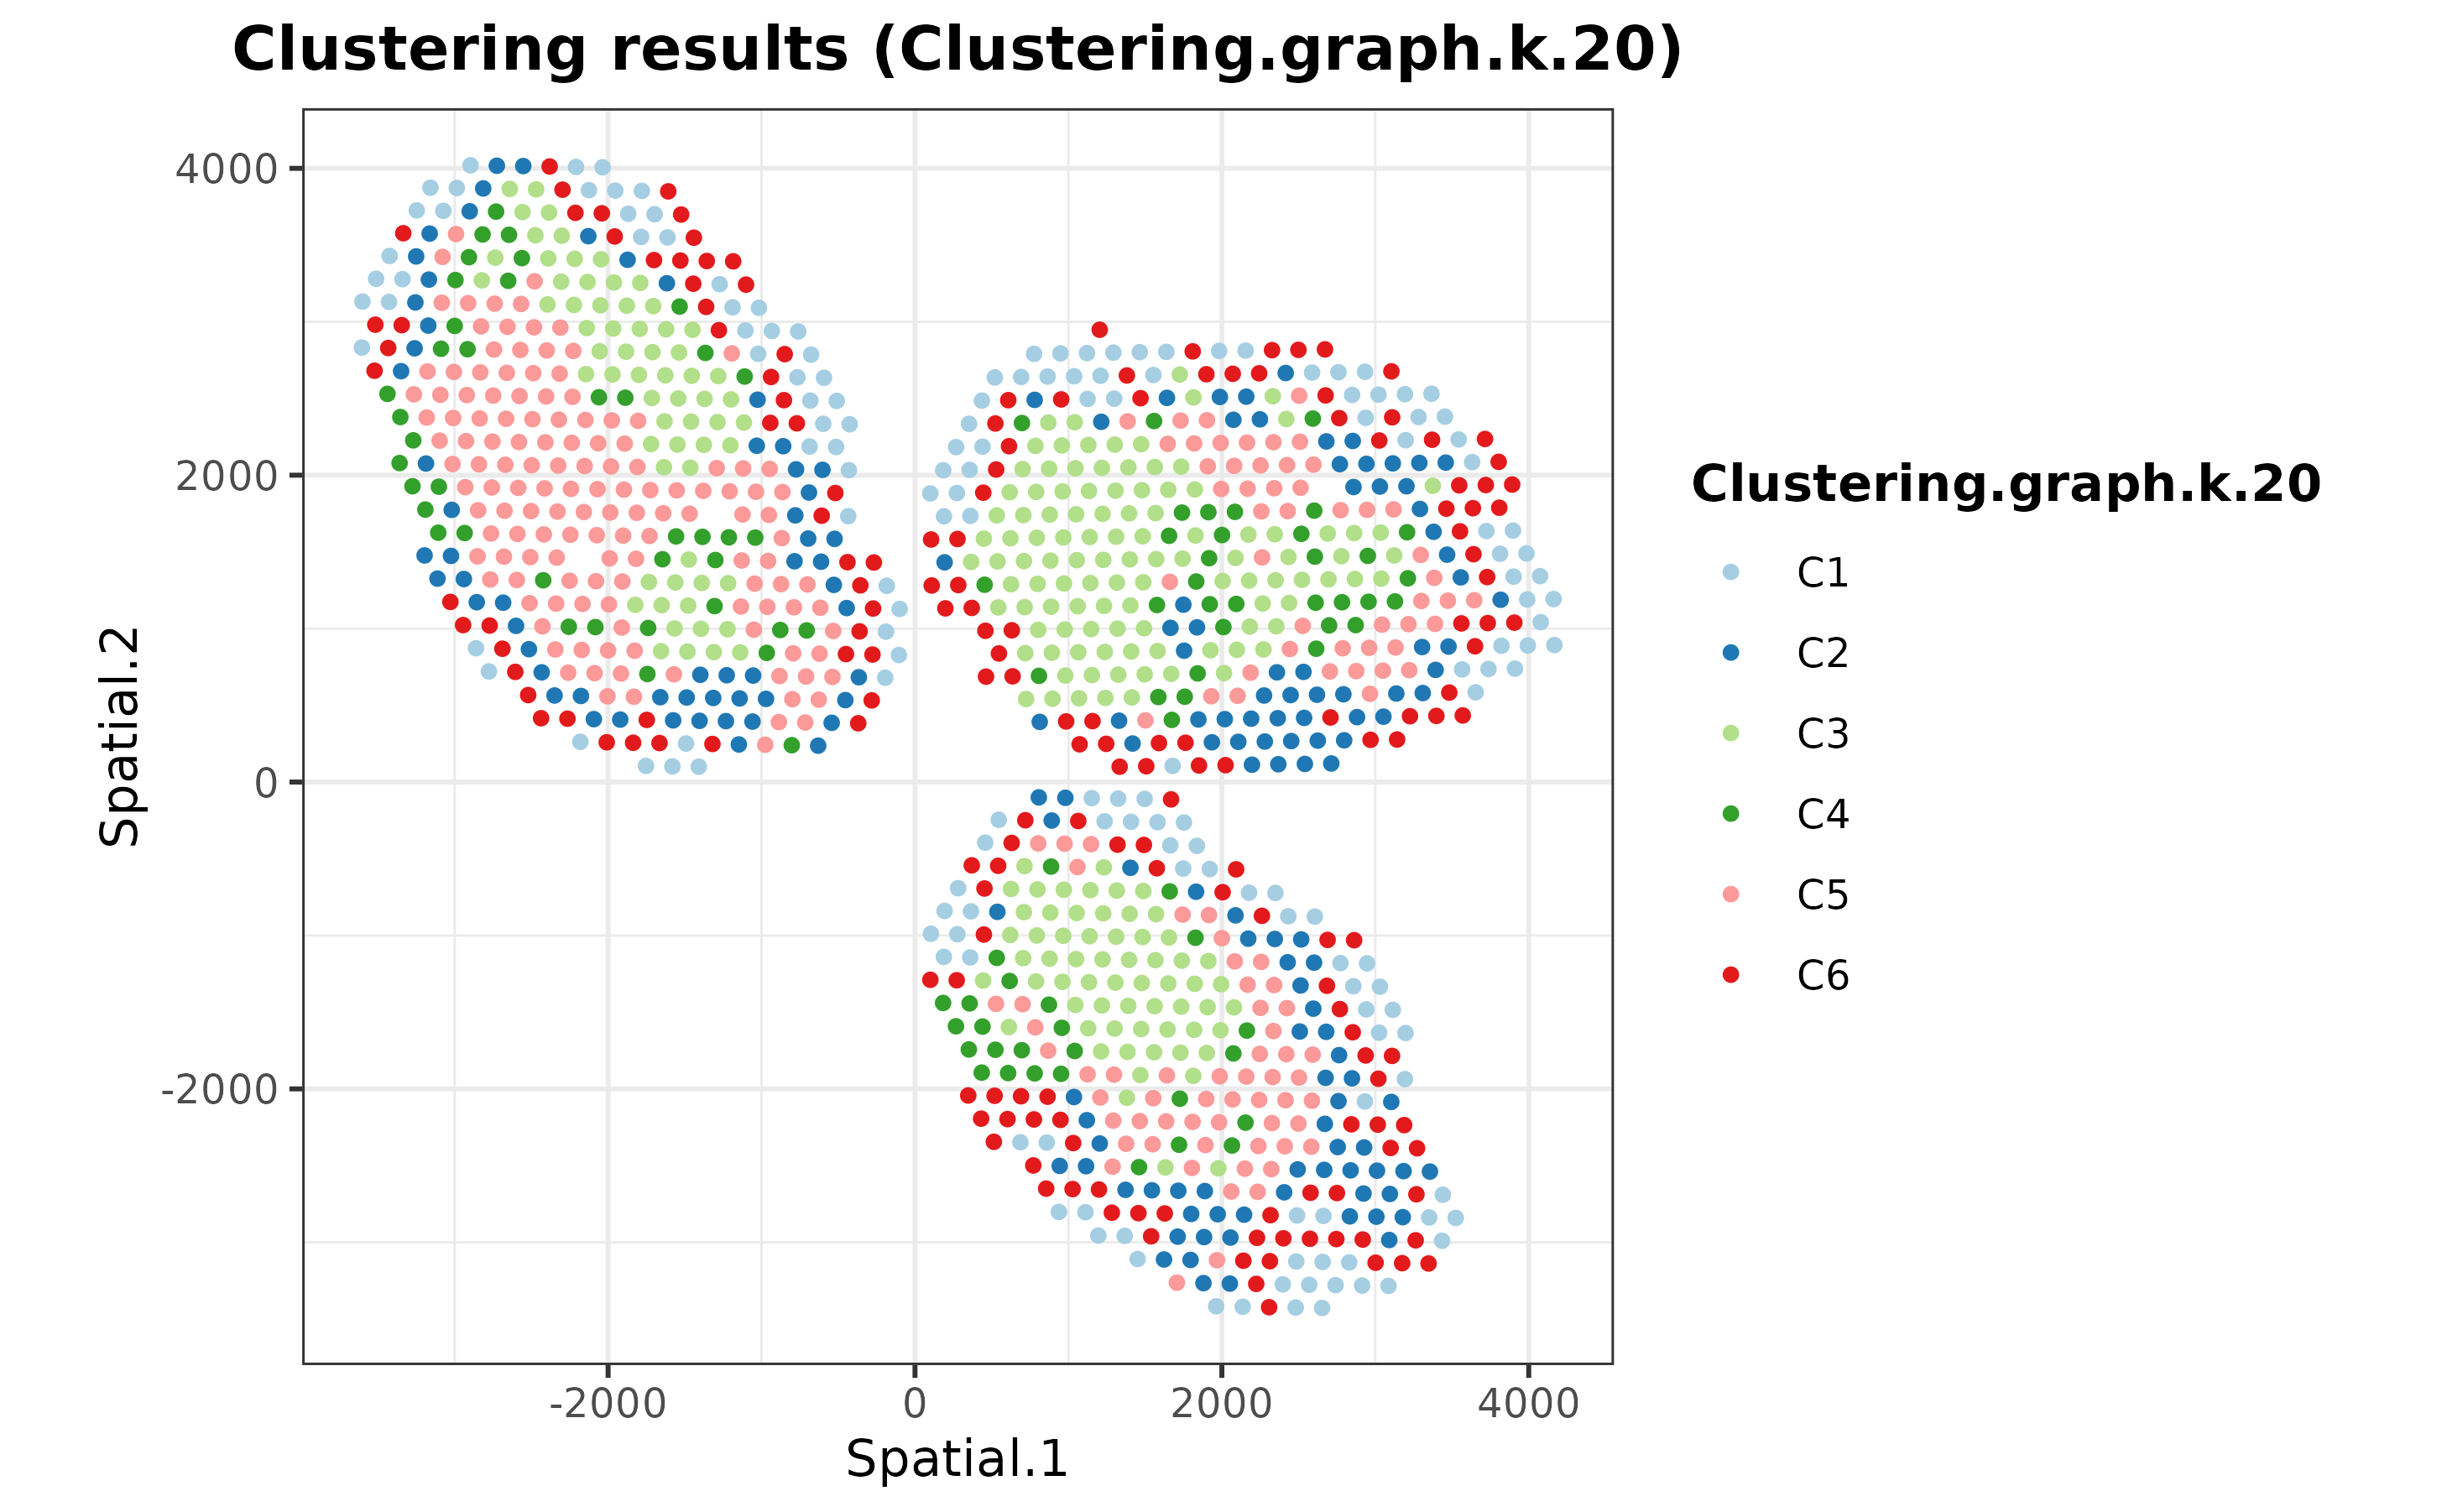 Clustering results (Clustering.graph.k.20)
4000
2000
0
-2000
Spatial.2
-2000
0
2000
4000
Spatial.1
Clustering.graph.k.20
C1
C2
C3
C4
C5
C6